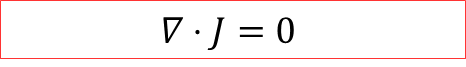 ∇ · J = 0